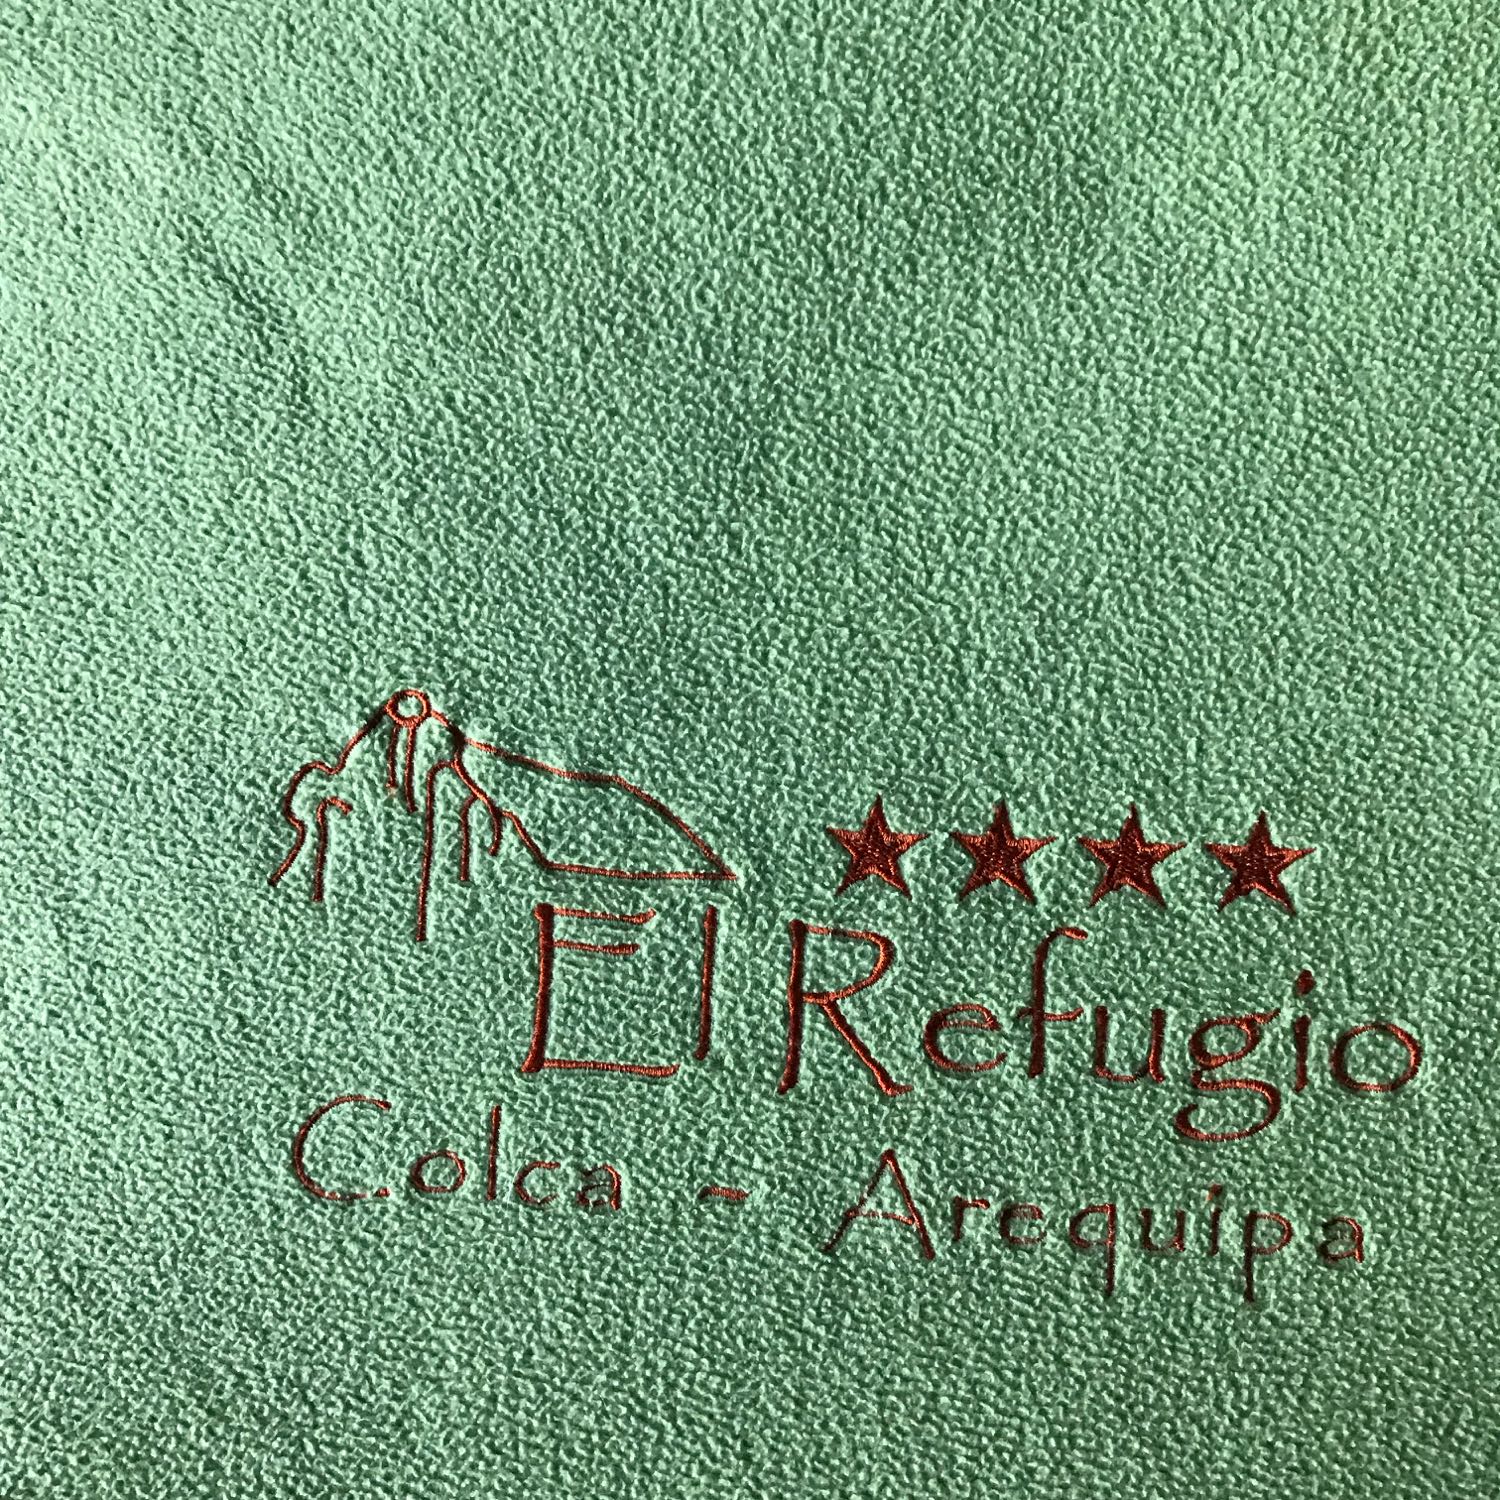 El Refugio
Colca - Arequipa